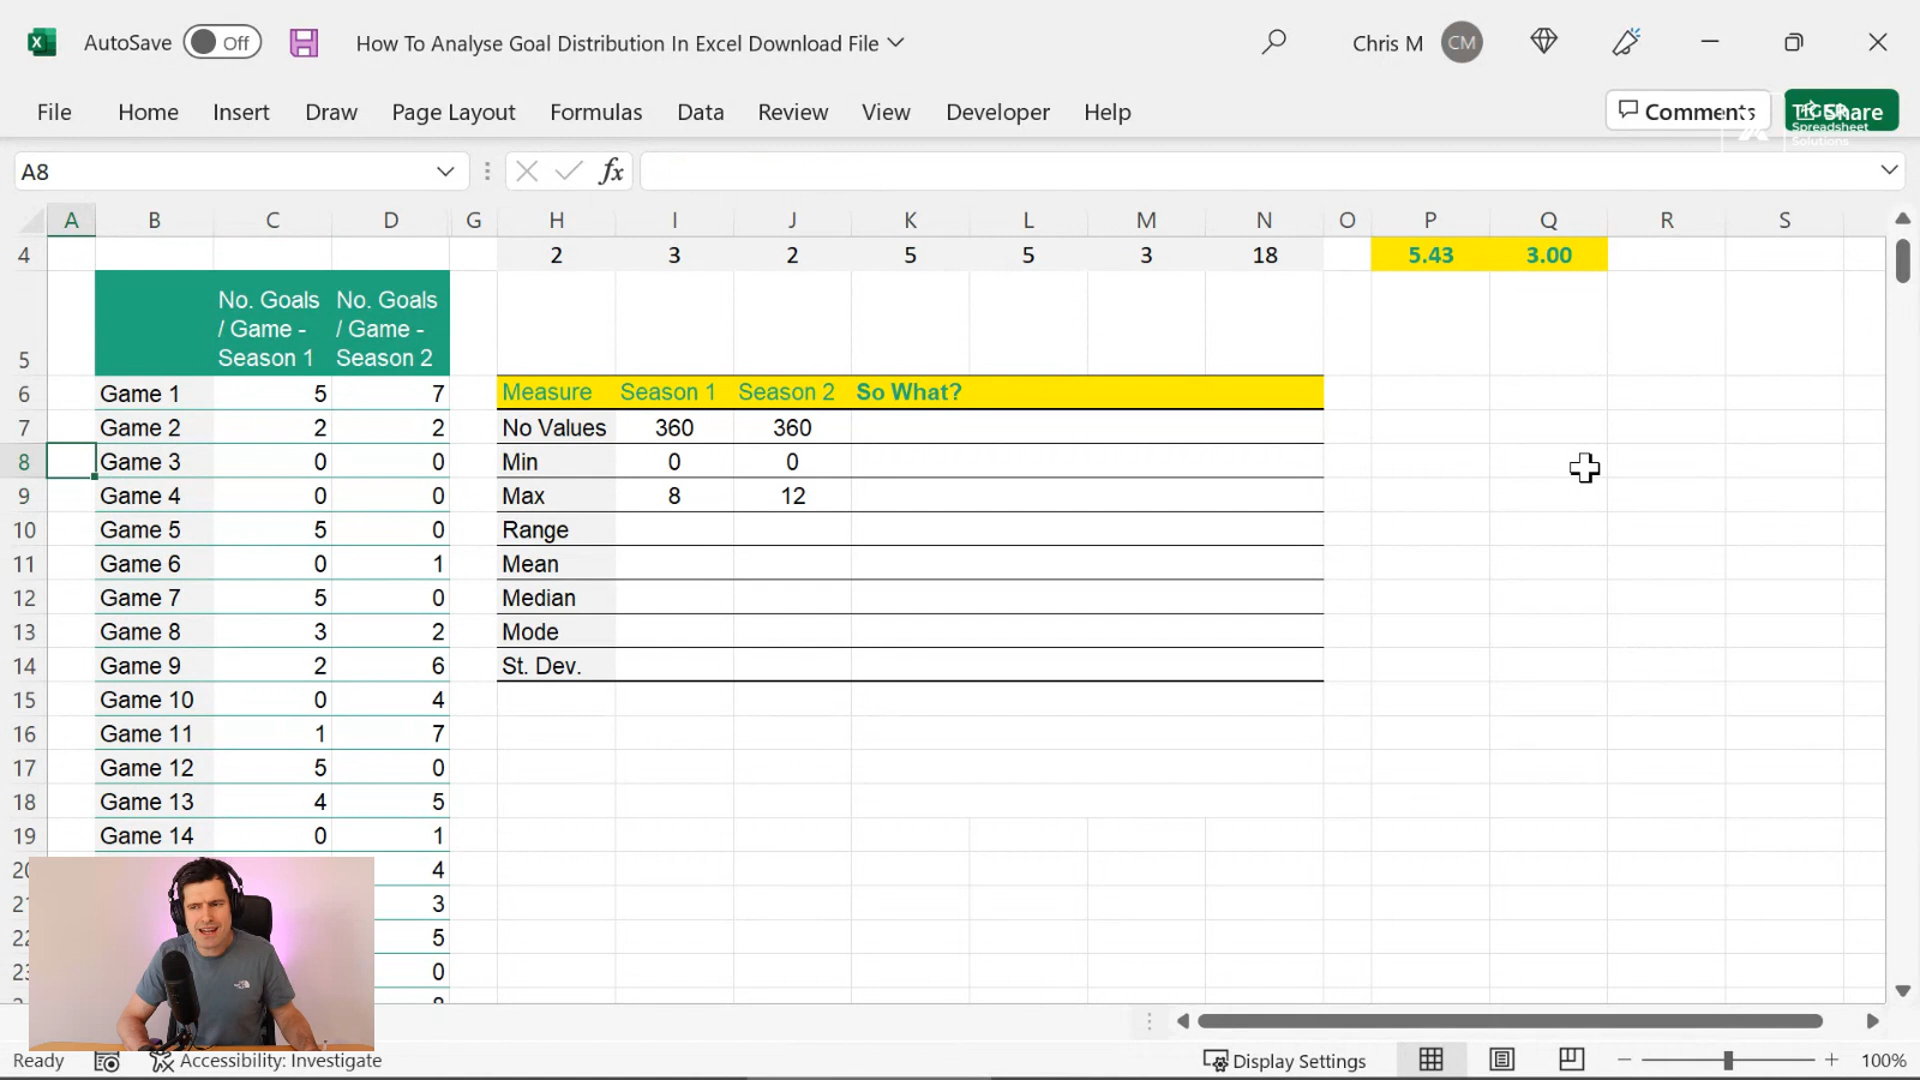 AutoSave Off How To Analyse Goal Distribution In Excel Download File Chris M CM
File Home Insert Draw Page Layout Formulas Data Review View Developer Help Comments Share
TIGER
Spreadsheet
Solutions
A8 fx
A B C D G H I J K L M N O P Q R S
4 2 3 2 5 5 3 18 5.43 3.00
No. Goals No. Goals
/ Game - / Game -
5 Season 1 Season 2
6 Game 1 5 7 Measure Season 1 Season 2 So What?
7 Game 2 2 2 No Values 360 360
8 Game 3 0 0 Min 0 0
9 Game 4 0 0 Max 8 12
10 Game 5 5 0 Range
11 Game 6 0 1 Mean
12 Game 7 5 0 Median
13 Game 8 3 2 Mode
14 Game 9 2 6 St. Dev.
15 Game 10 0 4
16 Game 11 1 7
17 Game 12 5 0
18 Game 13 4 5
19 Game 14 0 1
20 4
21 3
22 5
23 0
Ready Accessibility: Investigate Display Settings 100%